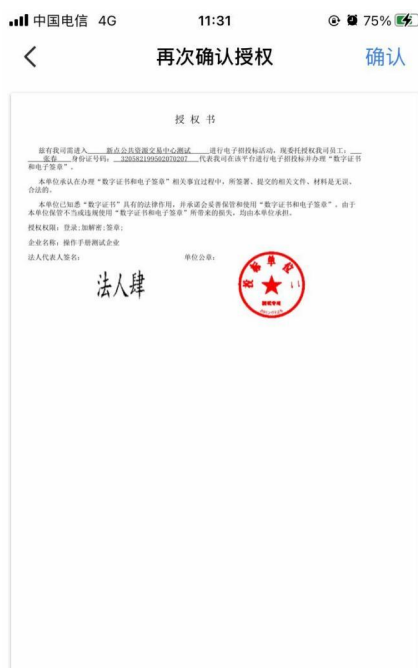 中国电信 4G 11:31 75%
再次确认授权 确认
授 权 书
兹有我司需进入 新点公共资源交易中心测试 进行电子招投标活动，现委托授权我司员工：
张春 身份证号码： 320582199502070207 代表我司在该平台进行电子招投标并办理“数字证书
和电子签章”。
本单位承认在办理“数字证书和电子签章”相关事宜过程中，所签署、提交的相关文件、材料是无误、
合法的。
本单位已知悉“数字证书”具有的法律作用，并承诺会妥善保管和使用“数字证书和电子签章”。由于
本单位保管不当或违规使用“数字证书和电子签章”所带来的损失，均由本单位承担。
授权权限：登录;加解密;签章;
企业名称：操作手册测试企业
法人代表人签名： 单位公章：
法人肆
投标单位二